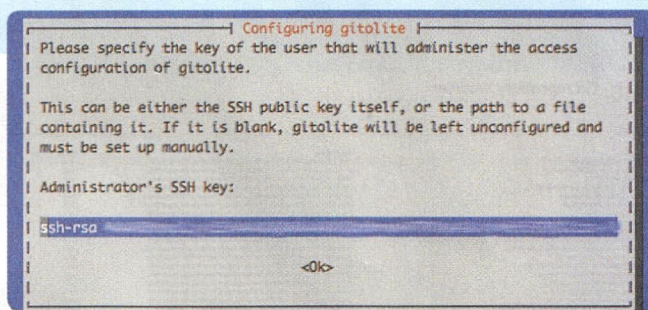 Configuring gitolite
Please specify the key of the user that will administer the access
configuration of gitolite.
This can be either the SSH public key itself, or the path to a file
containing it. If it is blank, gitolite will be left unconfigured and
must be set up manually.
Administrator's SSH key:
ssh-rsa
<Ok>